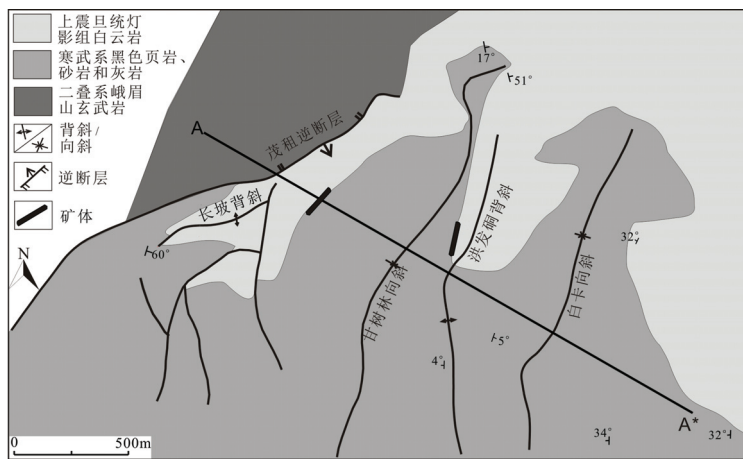 上震旦统灯
影组白云岩
寒武系黑色页岩、
砂岩和灰岩
二叠系峨眉
山玄武岩
背斜/
向斜
逆断层
矿体
N
0 500m
A
茂租逆断层
长坡背斜
60°
甘树林向斜
洪发硐背斜
白卡向斜
17°
51°
32°
5°
4°
34°
32°
A*